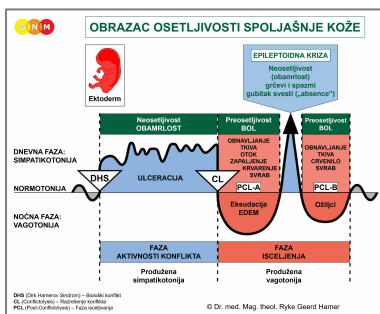 GNM
OBRAZAC OSETLJIVOSTI SPOLJAŠNJE KOŽE
EPILEPTOIDNA KRIZA
Neosetljivost
(obamrlost)
grčevi i spazmi
gubitak svesti („absence")
Ektoderm
Neosetljivost
OBAMRLOST
Preosetljivost
BOL
Preosetljivost
BOL
DNEVNA FAZA:
SIMPATIKOTONIJA
OBNAVLJANJE
TKIVA
OTOK
ZAPALJENJE
KRVARENJE
SVRAB
OBNAVLJANJE
TKIVA
CRVENILO
SVRAB
DHS
ULCERACIJA
CL
PCL-A
PCL-B
NORMOTONIJA
NOĆNA FAZA:
VAGOTONIJA
Eksudacija
EDEM
Ožiljci
FAZA
AKTIVNOSTI KONFLIKTA
FAZA
ISCELJENJA
Produžena
simpatikotonija
Produžena
vagotonija
DHS (Dirk Hamerov Sindrom) – Biološki konflikt
CL (Conflictolysis) – Razrešenje konflikta
PCL (Post-Conflictolysis) – Faza isceljivanja
© Dr. med. Mag. theol. Ryke Geerd Hamer